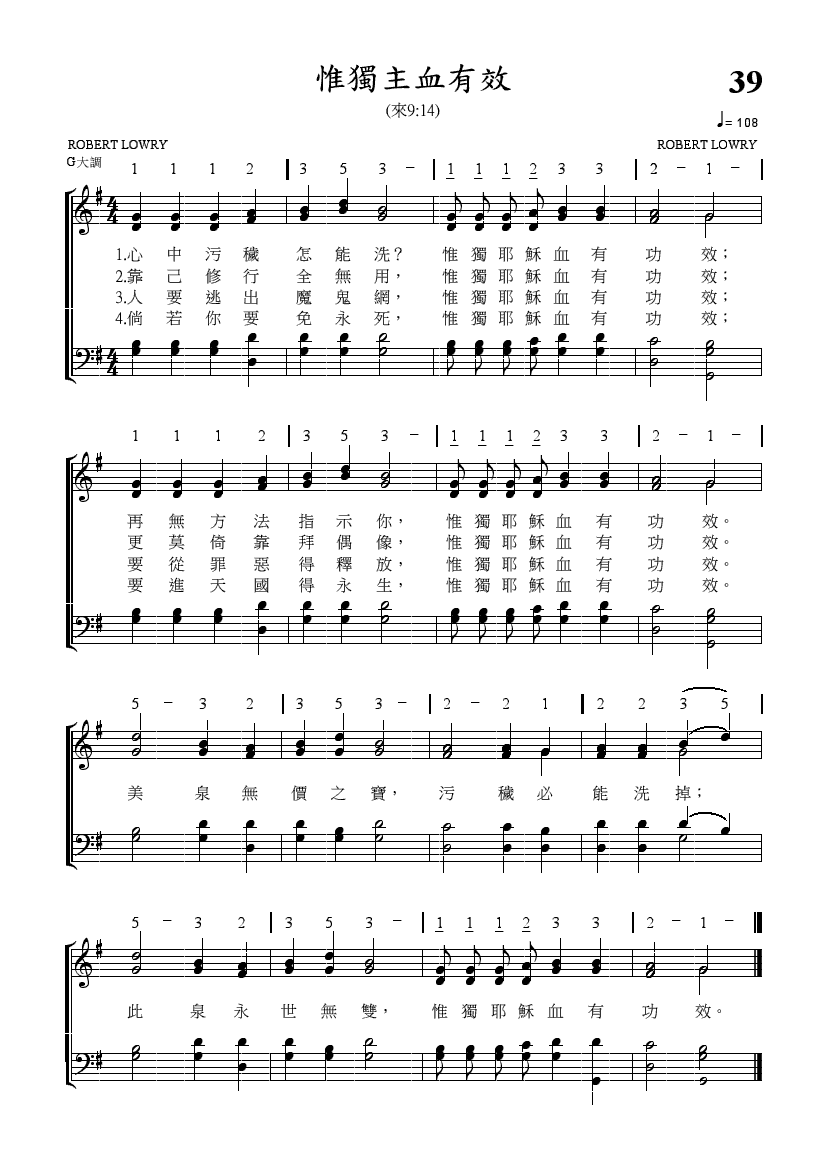 惟獨主血有效
39
(來9:14)
♩= 108
ROBERT LOWRY ROBERT LOWRY
G大調
1 1 1 2 | 3 5 3 – | 1 1 1 2 3 3 | 2 – 1 – |
4 4
1.心中污穢怎能洗?惟獨耶穌血有功效;
2.靠己修行全無用,惟獨耶穌血有功效;
3.人要逃出魔鬼網,惟獨耶穌血有功效;
4.倘若你要免永死,惟獨耶穌血有功效;
4 4
1 1 1 2 | 3 5 3 – | 1 1 1 2 3 3 | 2 – 1 – |
再無方法指示你,惟獨耶穌血有功效。
更莫倚靠拜偶像,惟獨耶穌血有功效。
要從罪惡得釋放,惟獨耶穌血有功效。
要進天國得永生,惟獨耶穌血有功效。
5 – 3 2 | 3 5 3 – | 2 – 2 1 | 2 2 3 5 |
美泉無價之寶,污穢必能洗掉;
5 – 3 2 | 3 5 3 – | 1 1 1 2 3 3 | 2 – 1 – ‖
此泉永世無雙,惟獨耶穌血有功效。